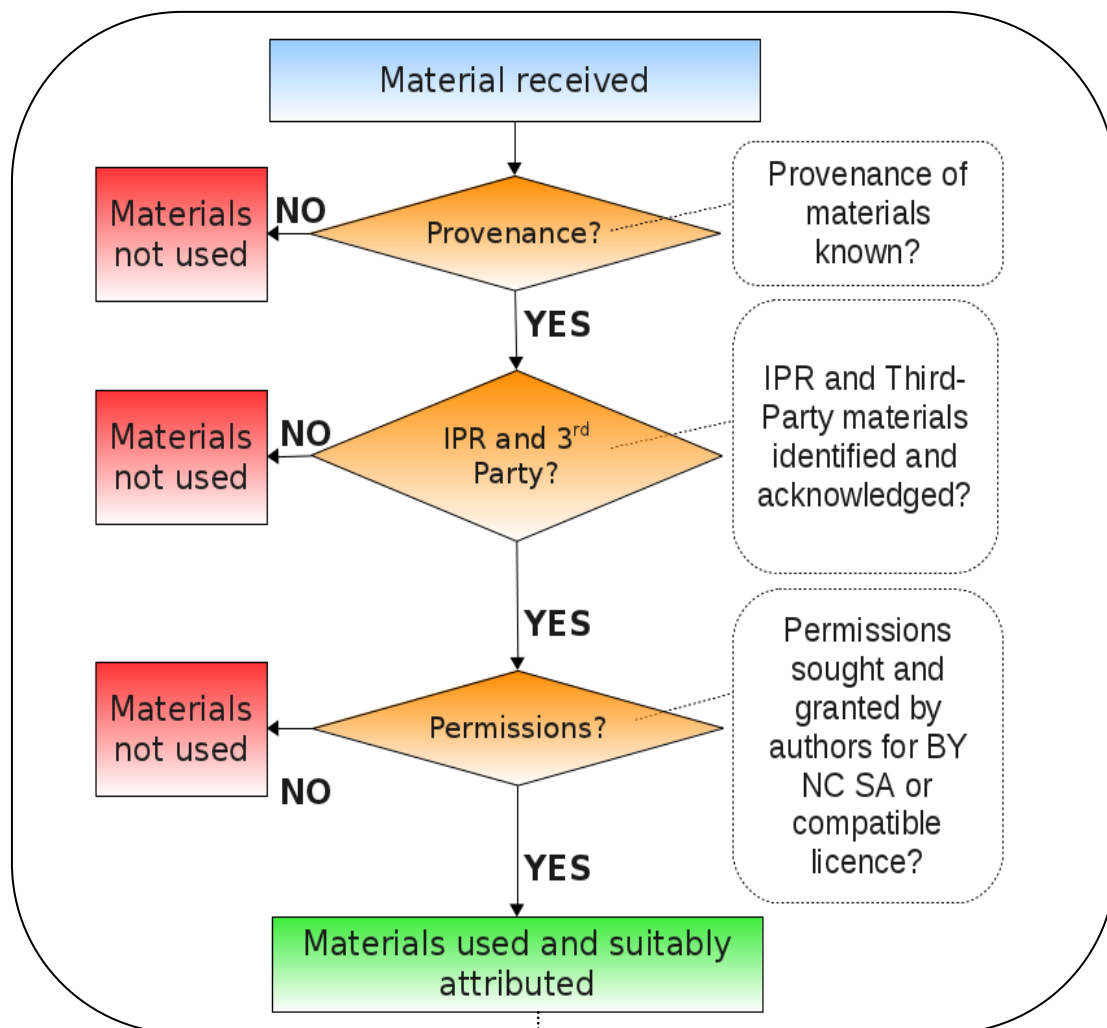 Material received
Provenance of
materials
known?
Materials
not used
NO
Provenance?
YES
IPR and Third-
Party materials
identified and
acknowledged?
Materials
not used
NO
IPR and 3rd
Party?
YES
Permissions
sought and
granted by
authors for BY
NC SA or
compatible
licence?
Materials
not used
NO
Permissions?
YES
Materials used and suitably
attributed